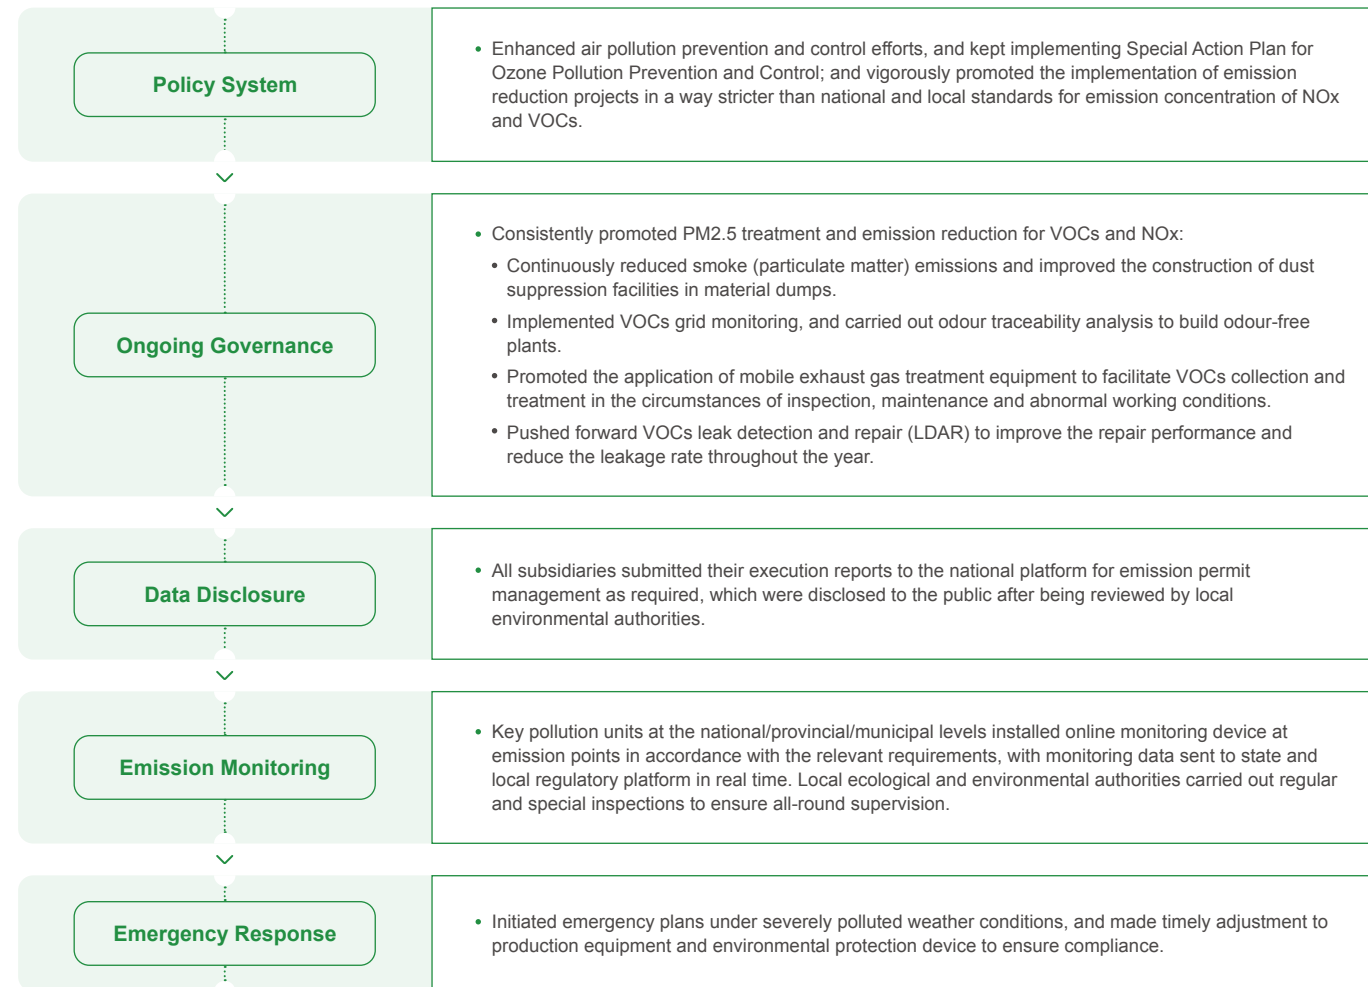 Policy System
• Enhanced air pollution prevention and control efforts, and kept implementing Special Action Plan for
Ozone Pollution Prevention and Control; and vigorously promoted the implementation of emission
reduction projects in a way stricter than national and local standards for emission concentration of NOx
and VOCs.
Ongoing Governance
• Consistently promoted PM2.5 treatment and emission reduction for VOCs and NOx:
• Continuously reduced smoke (particulate matter) emissions and improved the construction of dust
suppression facilities in material dumps.
• Implemented VOCs grid monitoring, and carried out odour traceability analysis to build odour-free
plants.
• Promoted the application of mobile exhaust gas treatment equipment to facilitate VOCs collection and
treatment in the circumstances of inspection, maintenance and abnormal working conditions.
• Pushed forward VOCs leak detection and repair (LDAR) to improve the repair performance and
reduce the leakage rate throughout the year.
Data Disclosure
• All subsidiaries submitted their execution reports to the national platform for emission permit
management as required, which were disclosed to the public after being reviewed by local
environmental authorities.
Emission Monitoring
• Key pollution units at the national/provincial/municipal levels installed online monitoring device at
emission points in accordance with the relevant requirements, with monitoring data sent to state and
local regulatory platform in real time. Local ecological and environmental authorities carried out regular
and special inspections to ensure all-round supervision.
Emergency Response
• Initiated emergency plans under severely polluted weather conditions, and made timely adjustment to
production equipment and environmental protection device to ensure compliance.